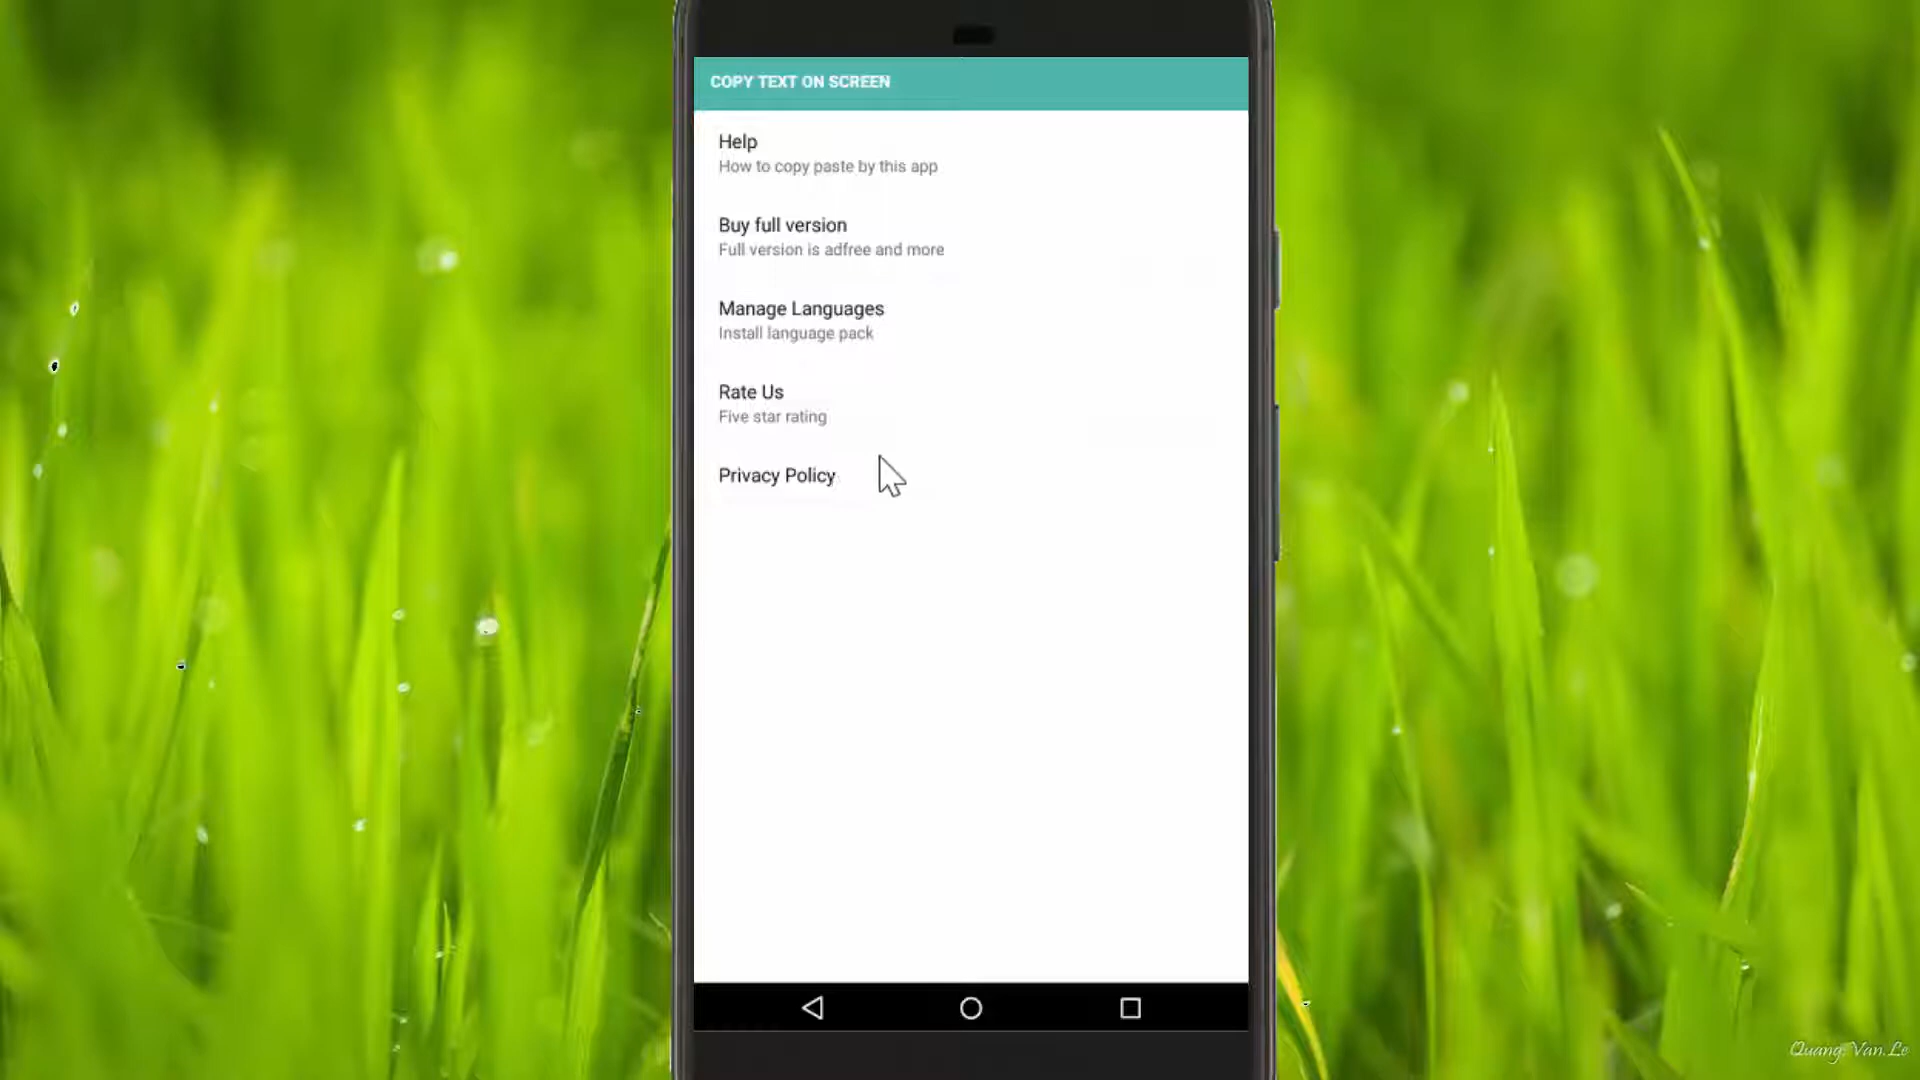 COPY TEXT ON SCREEN
Help
How to copy paste by this app
Buy full version
Full version is adfree and more
Manage Languages
Install language pack
Rate Us
Five star rating
Privacy Policy
Quang.Van.Le